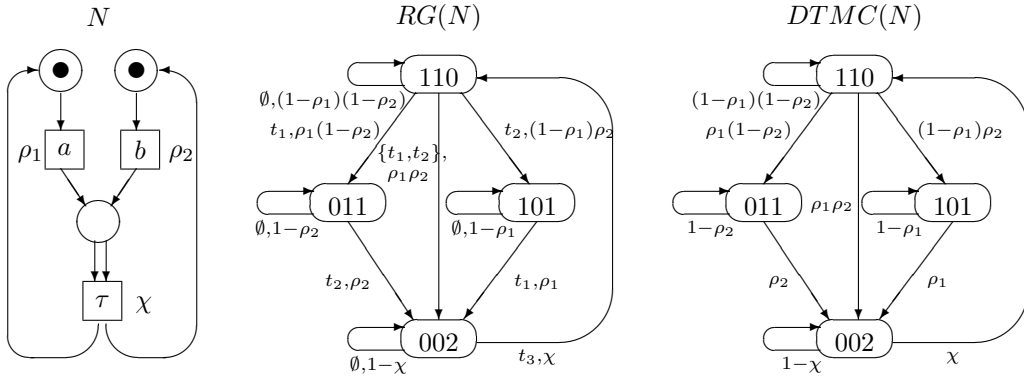 N
ρ₁
a
b
ρ₂
τ
χ
RG(N)
110
∅,(1−ρ₁)(1−ρ₂)
t₁,ρ₁(1−ρ₂)
t₂,(1−ρ₁)ρ₂
{t₁,t₂},
ρ₁ρ₂
011
101
∅,1−ρ₂
∅,1−ρ₁
t₂,ρ₂
t₁,ρ₁
002
∅,1−χ
t₃,χ
DTMC(N)
110
(1−ρ₁)(1−ρ₂)
ρ₁(1−ρ₂)
(1−ρ₁)ρ₂
011
ρ₁ρ₂
101
1−ρ₂
1−ρ₁
ρ₂
ρ₁
002
1−χ
χ